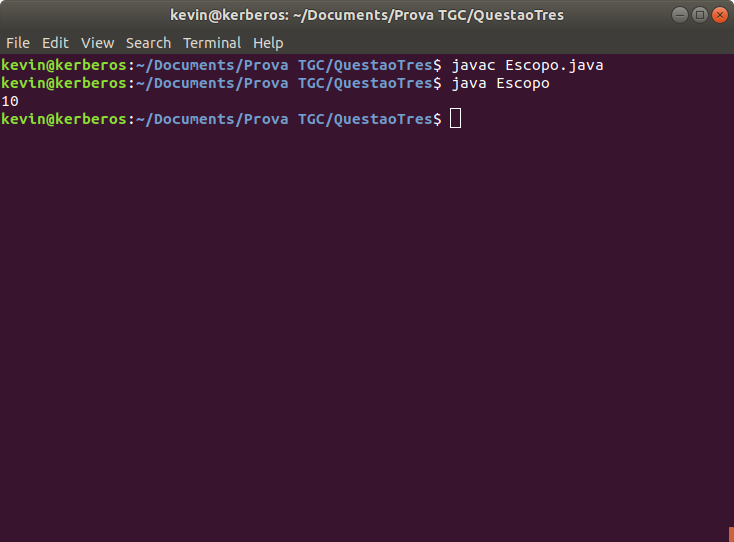 kevin@kerberos: ~/Documents/Prova TGC/QuestaoTres
File Edit View Search Terminal Help
kevin@kerberos:~/Documents/Prova TGC/QuestaoTres$ javac Escopo.java
kevin@kerberos:~/Documents/Prova TGC/QuestaoTres$ java Escopo
10
kevin@kerberos:~/Documents/Prova TGC/QuestaoTres$